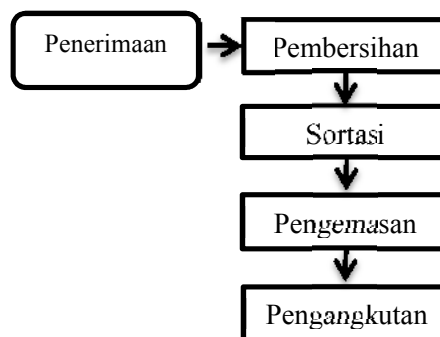 Penerimaan
Pembersihan
Sortasi
Pengemasan
Pengangkutan